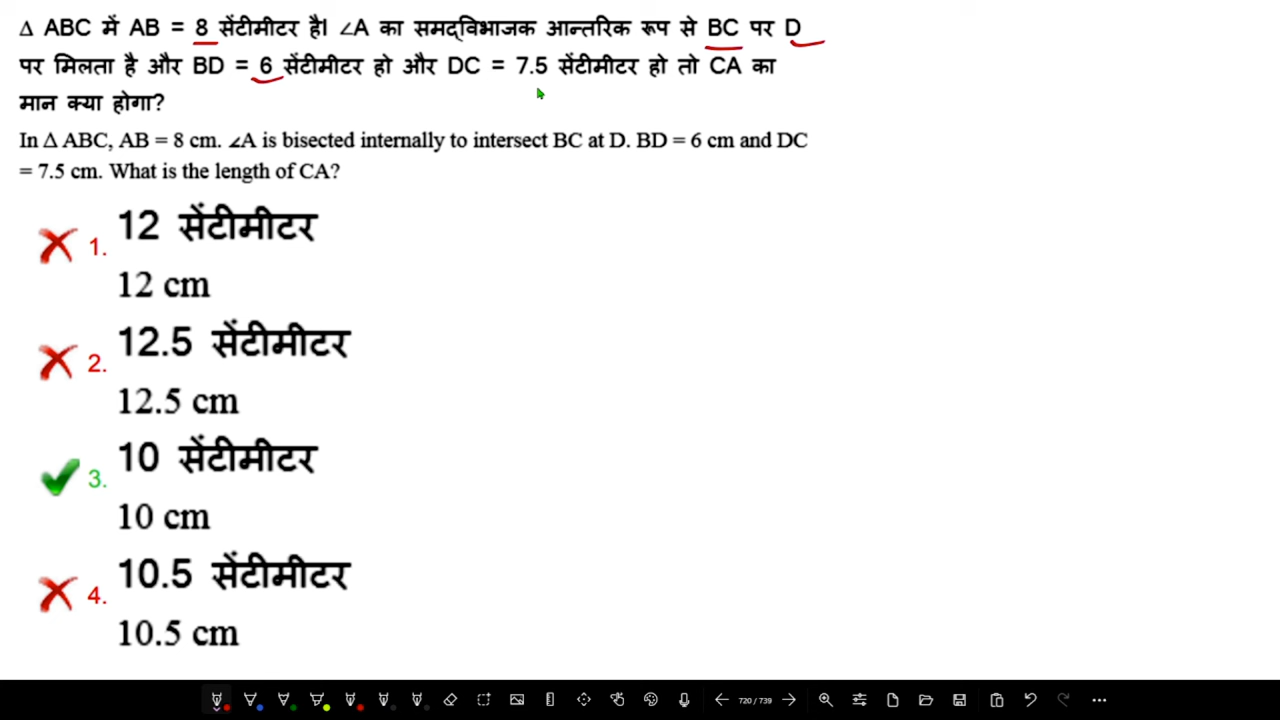 Δ ABC में AB = 8 सेंटीमीटर है। ∠A का समद्विभाजक आन्तरिक रूप से BC पर D
पर मिलता है और BD = 6 सेंटीमीटर हो और DC = 7.5 सेंटीमीटर हो तो CA का
मान क्या होगा?
In Δ ABC, AB = 8 cm. ∠A is bisected internally to intersect BC at D. BD = 6 cm and DC
= 7.5 cm. What is the length of CA?
12 सेंटीमीटर
1.
12 cm
12.5 सेंटीमीटर
2.
12.5 cm
10 सेंटीमीटर
3.
10 cm
10.5 सेंटीमीटर
4.
10.5 cm
720 / 739